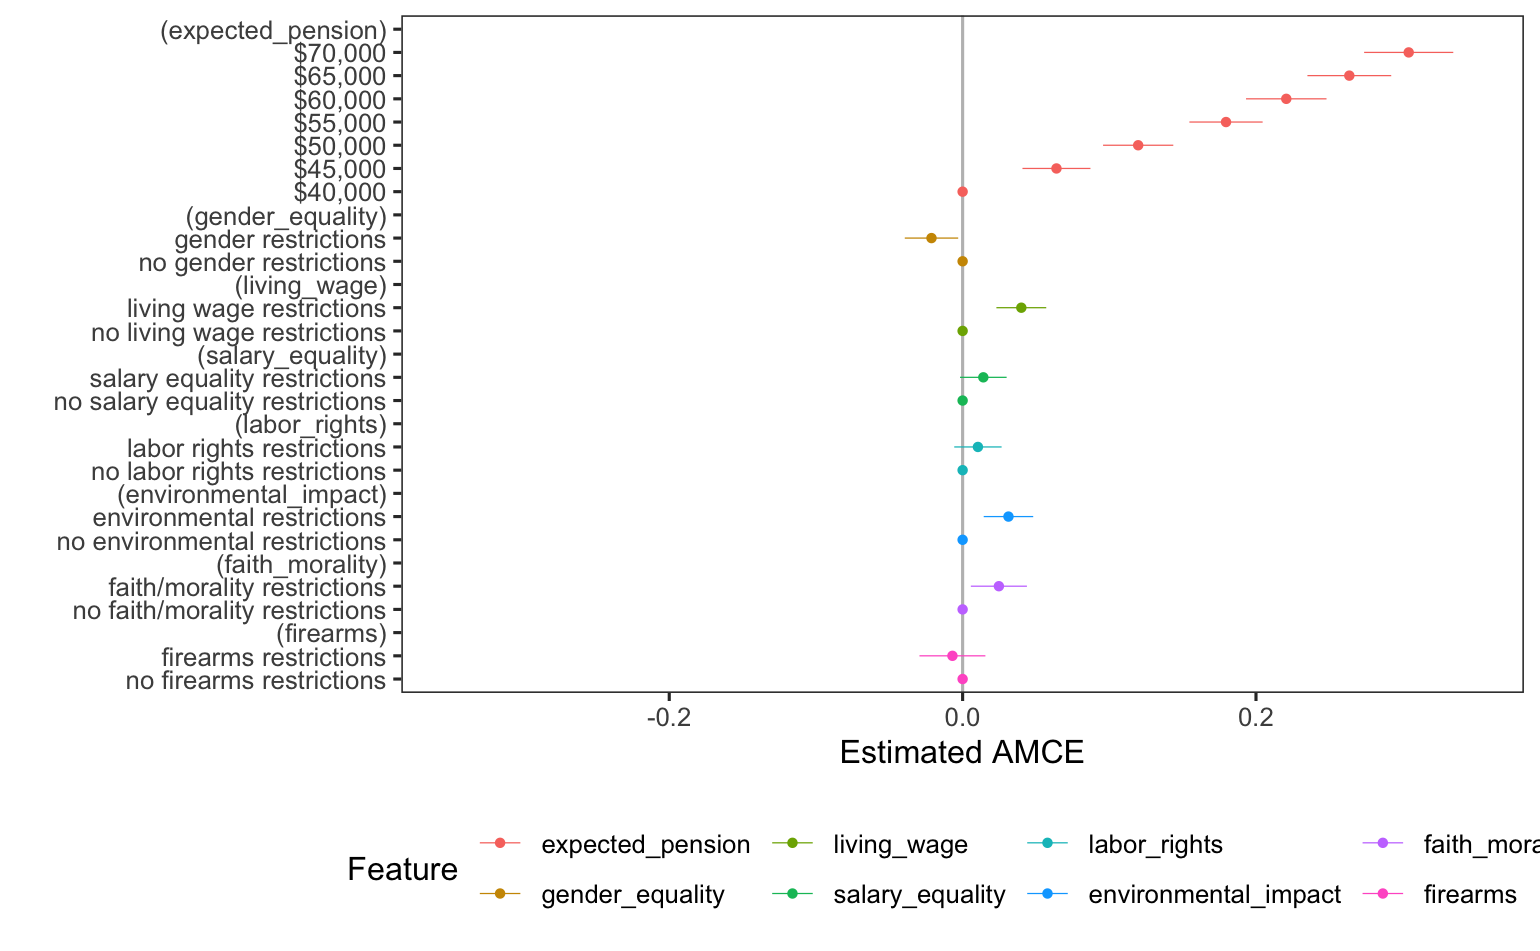 (expected_pension)
$70,000
$65,000
$60,000
$55,000
$50,000
$45,000
$40,000
(gender_equality)
gender restrictions
no gender restrictions
(living_wage)
living wage restrictions
no living wage restrictions
(salary_equality)
salary equality restrictions
no salary equality restrictions
(labor_rights)
labor rights restrictions
no labor rights restrictions
(environmental_impact)
environmental restrictions
no environmental restrictions
(faith_morality)
faith/morality restrictions
no faith/morality restrictions
(firearms)
firearms restrictions
no firearms restrictions
-0.2 0.0 0.2
Estimated AMCE
Feature
expected_pension living_wage labor_rights faith_mora
gender_equality salary_equality environmental_impact firearms